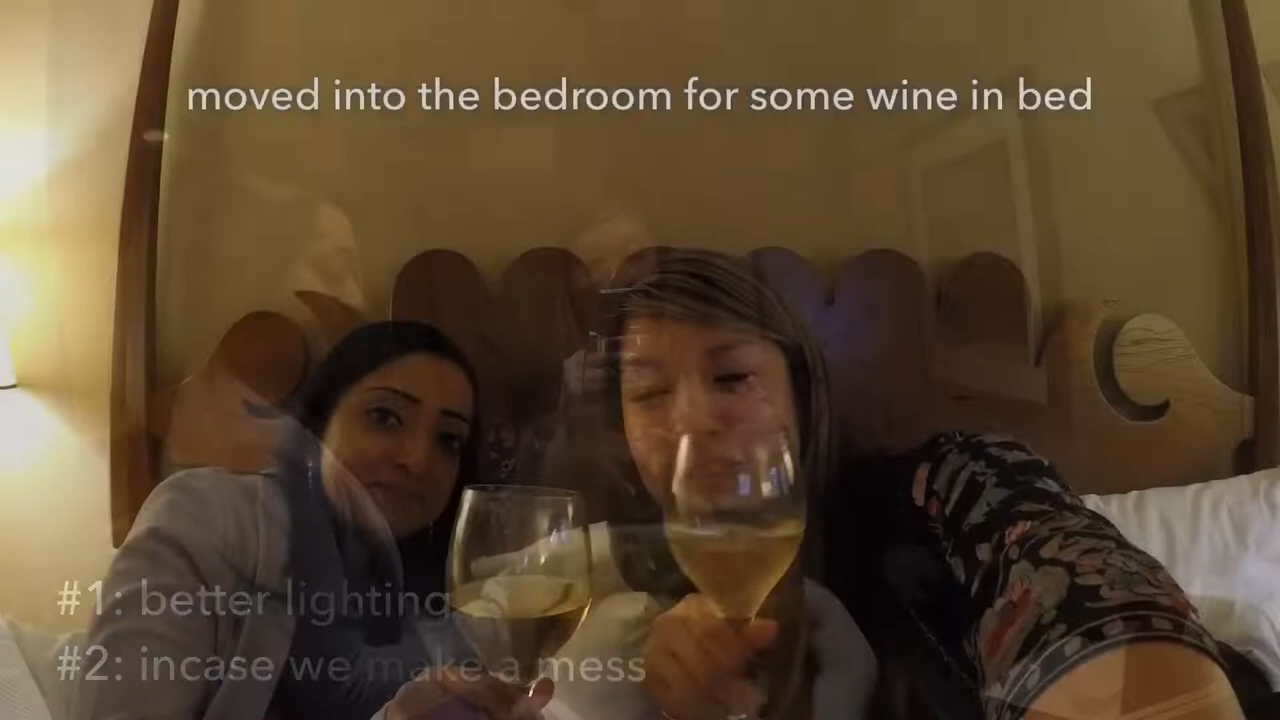 moved into the bedroom for some wine in bed
#1: better lighting
#2: incase we make a mess